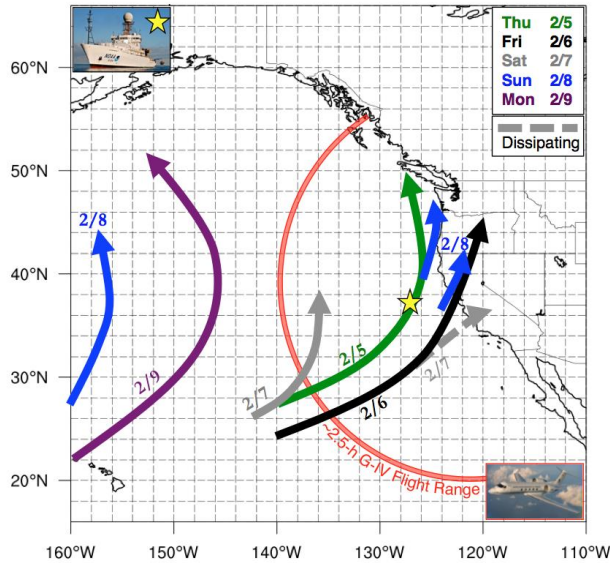 Thu 2/5
Fri 2/6
Sat 2/7
Sun 2/8
Mon 2/9
Dissipating
60°N
50°N
40°N
30°N
20°N
2/8
2/8
2/5
2/7
2/9
2/7
2/6
~2.5-h G-IV Flight Range
160°W
150°W
140°W
130°W
120°W
110°W